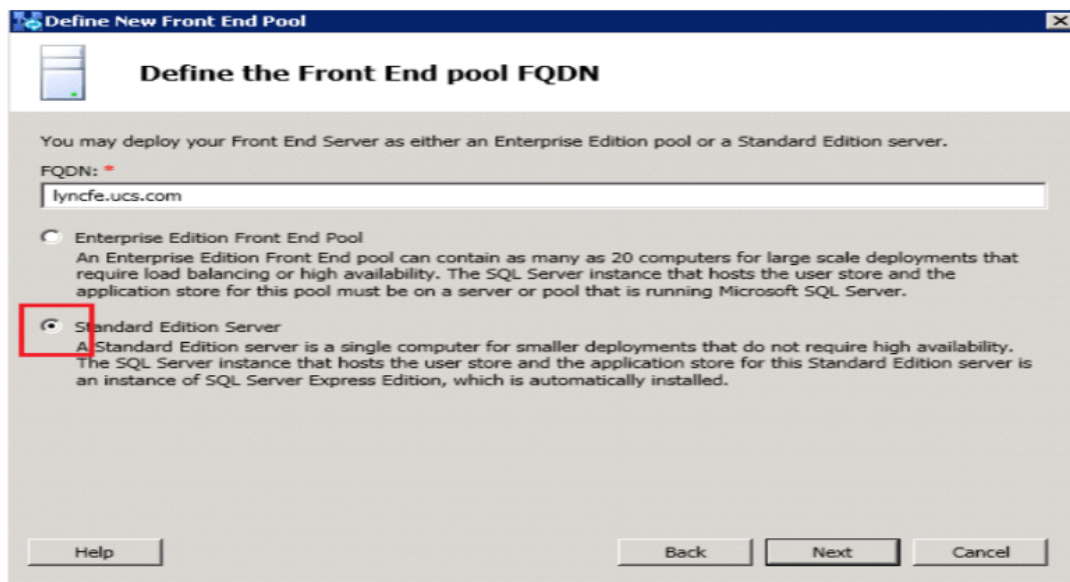 Define New Front End Pool
Define the Front End pool FQDN
You may deploy your Front End Server as either an Enterprise Edition pool or a Standard Edition server.
FQDN: *
lyncfe.ucs.com
Enterprise Edition Front End Pool
An Enterprise Edition Front End pool can contain as many as 20 computers for large scale deployments that
require load balancing or high availability. The SQL Server instance that hosts the user store and the
application store for this pool must be on a server or pool that is running Microsoft SQL Server.
Standard Edition Server
A Standard Edition server is a single computer for smaller deployments that do not require high availability.
The SQL Server instance that hosts the user store and the application store for this Standard Edition server is
an instance of SQL Server Express Edition, which is automatically installed.
Help
Back
Next
Cancel